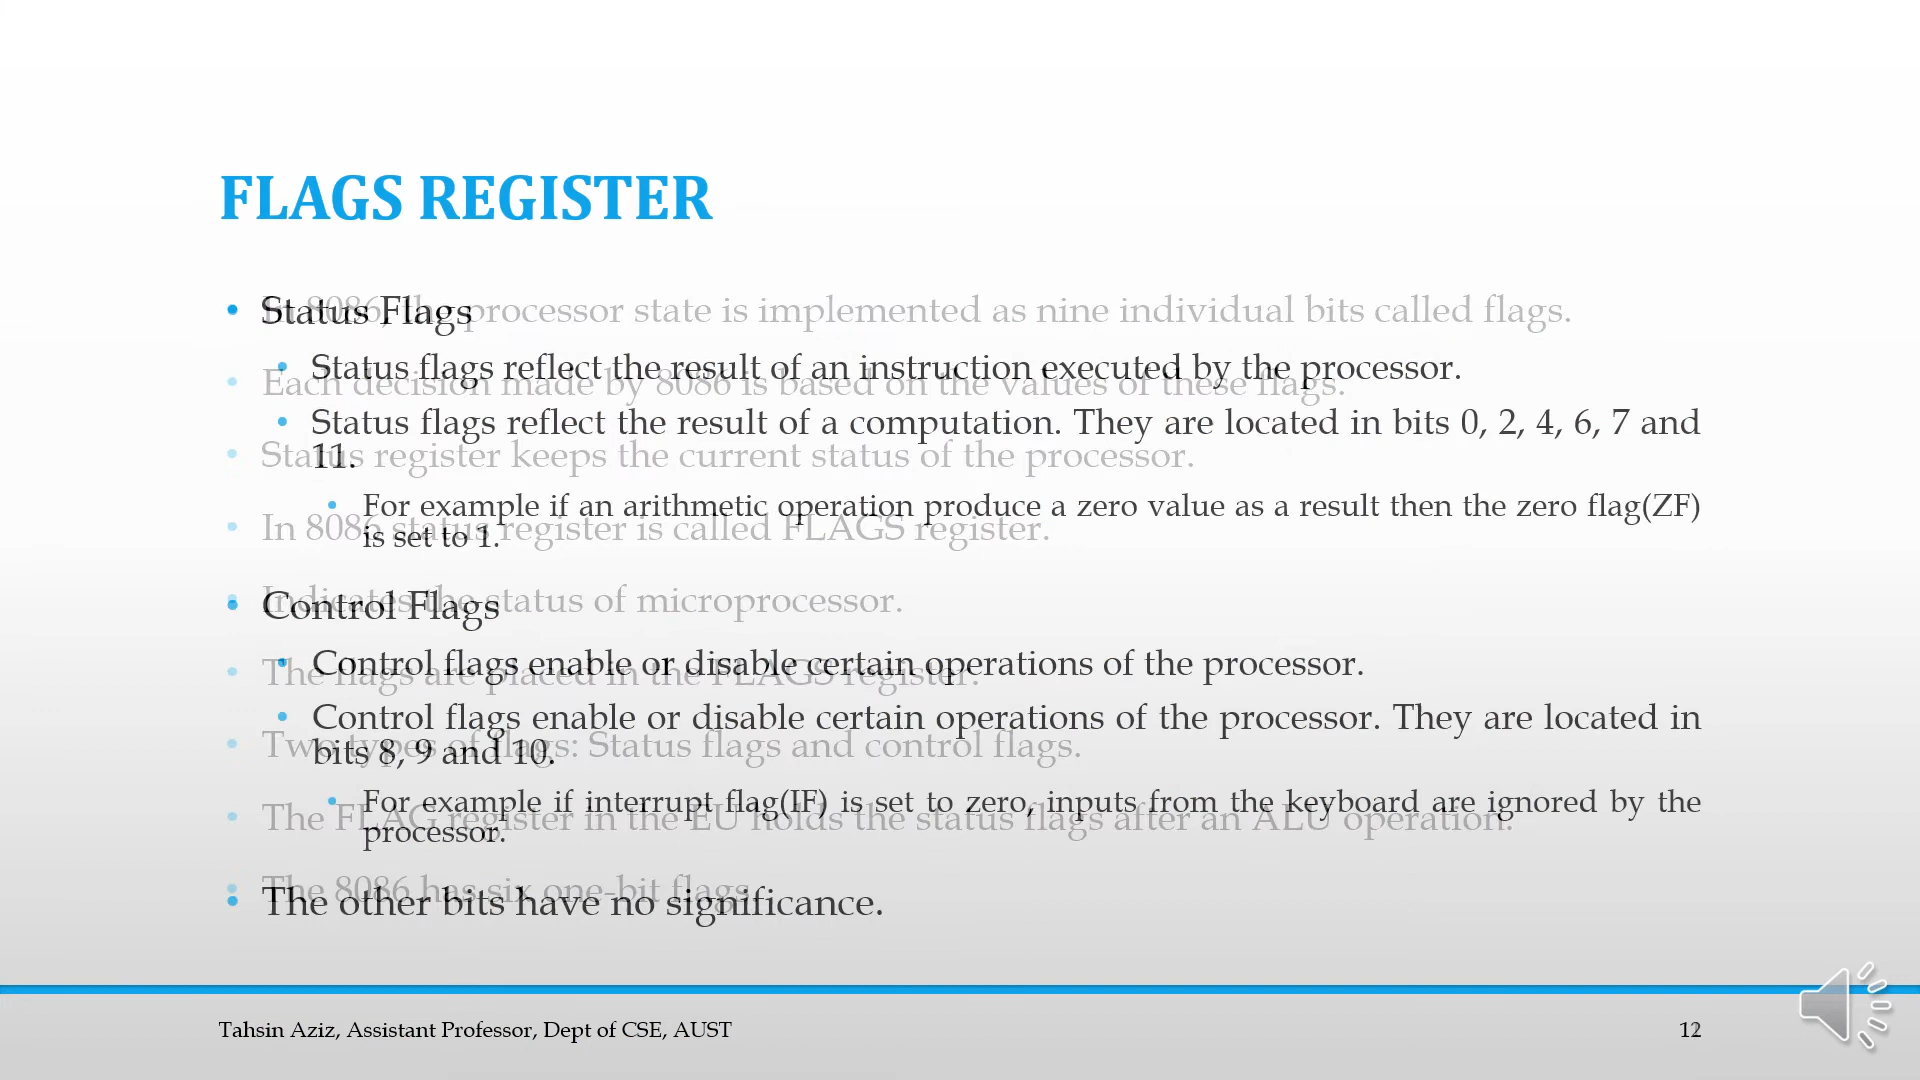 FLAGS REGISTER
• Status Flags
• Status flags reflect the result of an instruction executed by the processor.
• Status flags reflect the result of a computation. They are located in bits 0, 2, 4, 6, 7 and
11.
• For example if an arithmetic operation produce a zero value as a result then the zero flag(ZF)
is set to 1.
• Control Flags
• Control flags enable or disable certain operations of the processor.
• Control flags enable or disable certain operations of the processor. They are located in
bits 8, 9 and 10.
• For example if interrupt flag(IF) is set to zero, inputs from the keyboard are ignored by the
processor.
• The other bits have no significance.
• In 8086, the processor state is implemented as nine individual bits called flags.
• Each decision made by 8086 is based on the values of these flags.
• Status register keeps the current status of the processor.
• In 8086 status register is called FLAGS register.
• Indicates the status of microprocessor.
• The flags are placed in the FLAGS register.
• Two types of flags: Status flags and control flags.
• The FLAG register in the EU holds the status flags after an ALU operation.
• The 8086 has six one-bit flags.
Tahsin Aziz, Assistant Professor, Dept of CSE, AUST
12